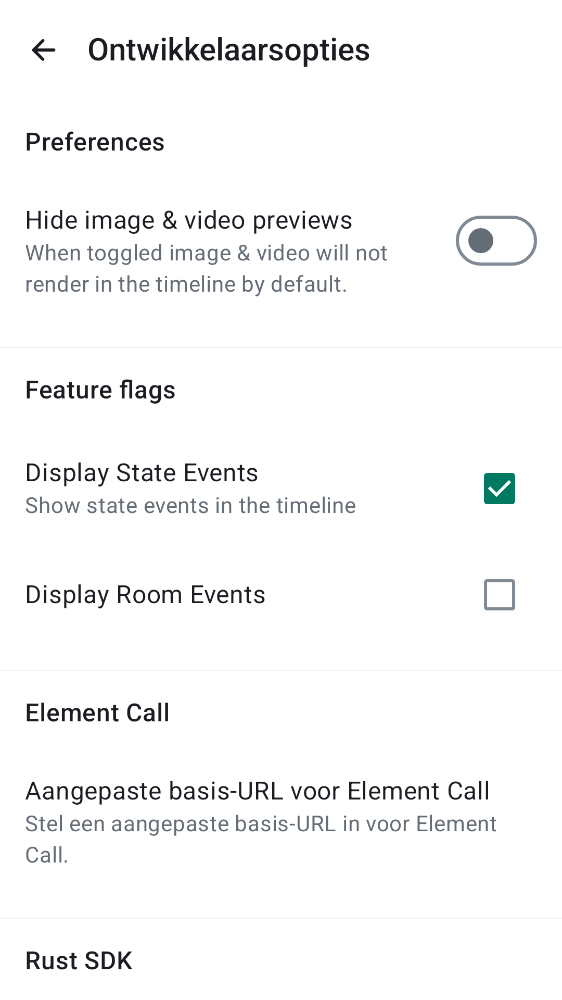 Ontwikkelaarsopties
Preferences
Hide image & video previews
When toggled image & video will not
render in the timeline by default.
Feature flags
Display State Events
Show state events in the timeline
Display Room Events
Element Call
Aangepaste basis-URL voor Element Call
Stel een aangepaste basis-URL in voor Element
Call.
Rust SDK